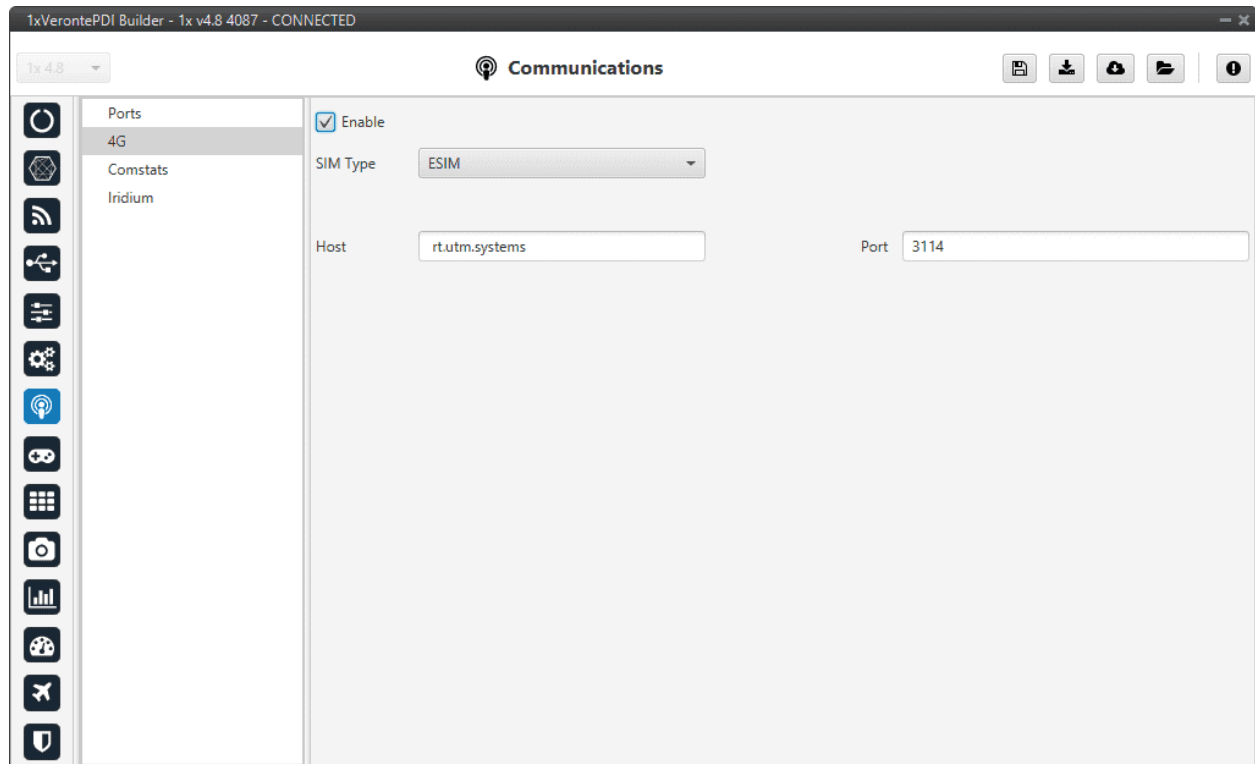 1xVerontePDI Builder - 1x v4.8 4087 - CONNECTED
1x 4.8
Communications
Ports
4G
Comstats
Iridium
Enable
SIM Type ESIM
Host rt.utm.systems Port 3114